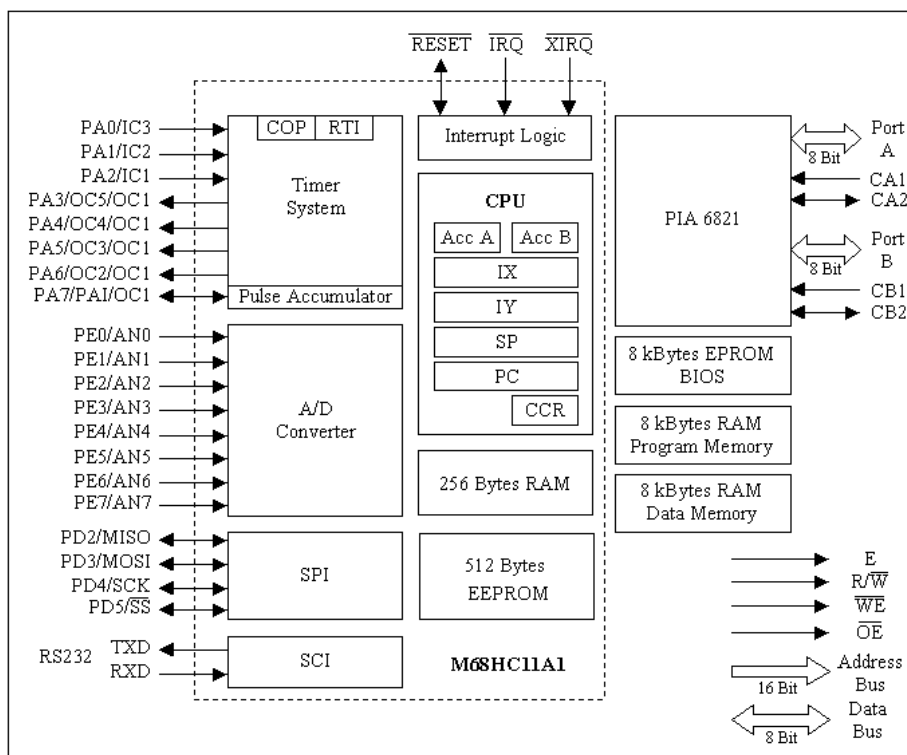 RESET IRQ XIRQ
PA0/IC3
PA1/IC2
PA2/IC1
PA3/OC5/OC1
PA4/OC4/OC1
PA5/OC3/OC1
PA6/OC2/OC1
PA7/PAI/OC1
COP RTI
Timer
System
Pulse Accumulator
PE0/AN0
PE1/AN1
PE2/AN2
PE3/AN3
PE4/AN4
PE5/AN5
PE6/AN6
PE7/AN7
A/D
Converter
PD2/MISO
PD3/MOSI
PD4/SCK
PD5/SS
SPI
RS232
TXD
RXD
SCI
Interrupt Logic
CPU
Acc A Acc B
IX
IY
SP
PC
CCR
256 Bytes RAM
512 Bytes
EEPROM
M68HC11A1
PIA 6821
8 Bit
Port
A
CA1
CA2
8 Bit
Port
B
CB1
CB2
8 kBytes EPROM
BIOS
8 kBytes RAM
Program Memory
8 kBytes RAM
Data Memory
E
R/W
WE
OE
16 Bit
Address
Bus
8 Bit
Data
Bus